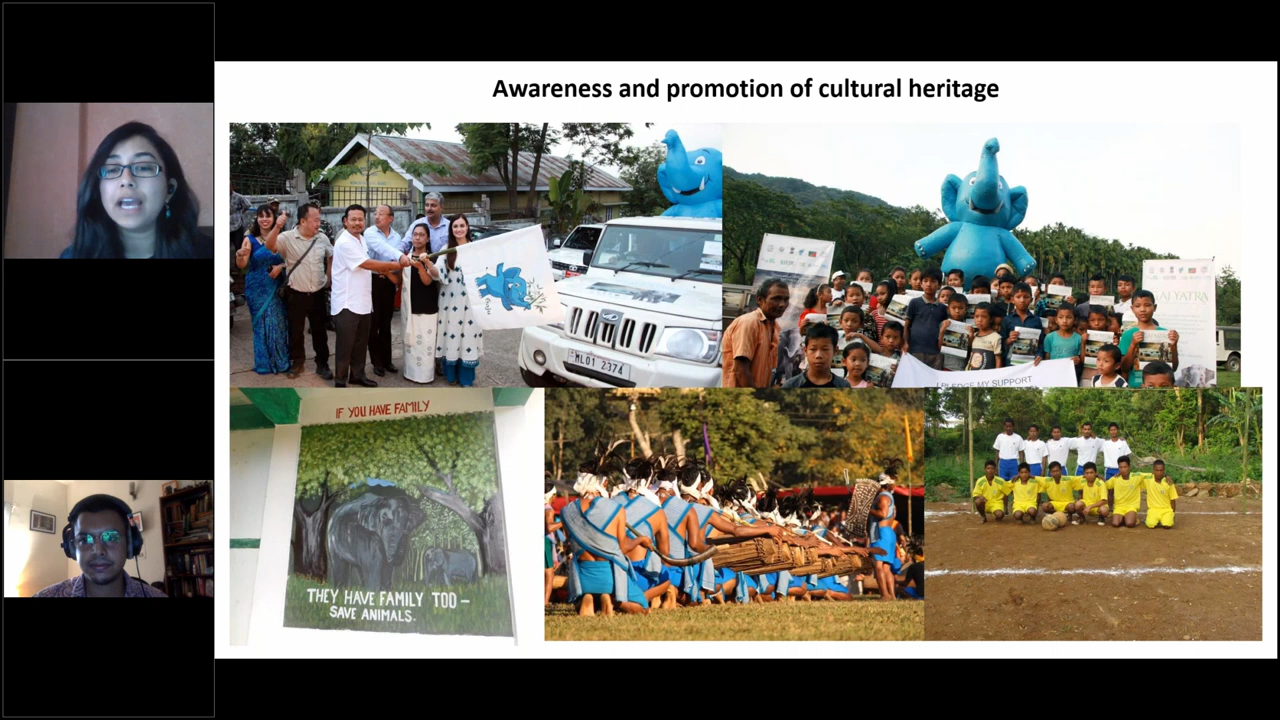 Awareness and promotion of cultural heritage
ML01 2374
YATRA
I PLEDGE MY SUPPORT
IF YOU HAVE FAMILY
THEY HAVE FAMILY TOO -
SAVE ANIMALS.